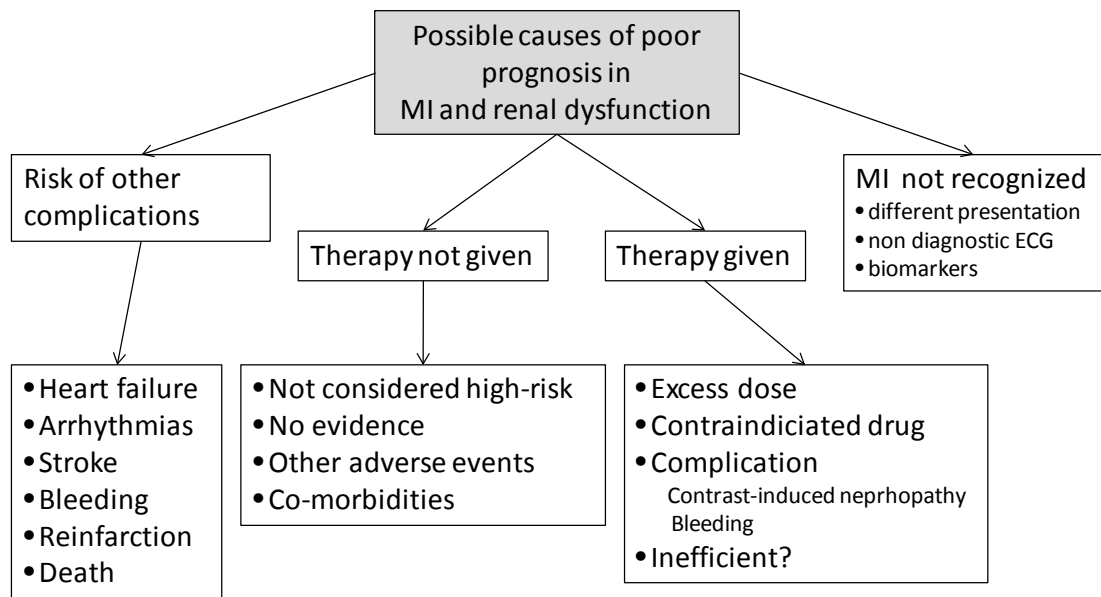 Possible causes of poor
prognosis in
MI and renal dysfunction
Risk of other
complications
MI not recognized
• different presentation
• non diagnostic ECG
• biomarkers
Therapy not given
Therapy given
• Heart failure
• Arrhythmias
• Stroke
• Bleeding
• Reinfarction
• Death
• Not considered high-risk
• No evidence
• Other adverse events
• Co-morbidities
• Excess dose
• Contraindiciated drug
• Complication
Contrast-induced neprhopathy
Bleeding
• Inefficient?